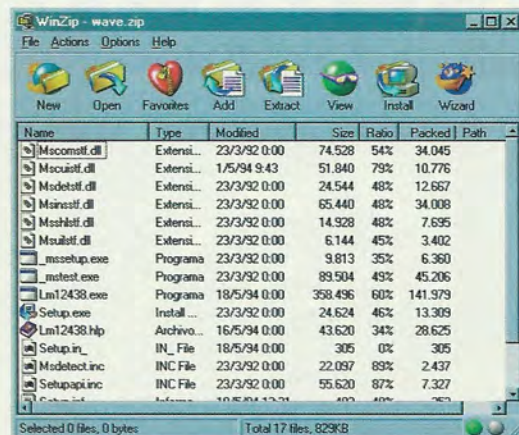 WinZip - wave.zip
File Actions Options Help
New Open Favorites Add Extract View Install Wizard
Name Type Modified Size Ratio Packed Path
Mscomstf.dll Extensi... 23/3/92 0:00 74.528 54% 34.045
Mscuistf.dll Extensi... 1/5/94 9:43 51.840 79% 10.776
Msdetstf.dll Extensi... 23/3/92 0:00 24.544 48% 12.667
Msinsstf.dll Extensi... 23/3/92 0:00 65.440 48% 34.008
Msshlstf.dll Extensi... 23/3/92 0:00 14.928 48% 7.695
Msuilstf.dll Extensi... 23/3/92 0:00 6.144 45% 3.402
_mssetup.exe Programa 23/3/92 0:00 9.813 35% 6.360
_mstest.exe Programa 23/3/92 0:00 89.504 49% 45.206
Lm12438.exe Programa 18/5/94 0:00 358.496 60% 141.979
Setup.exe Install ... 23/3/92 0:00 24.624 46% 13.309
Lm12438.hlp Archivo... 16/5/94 0:00 43.620 34% 28.625
Setup.in_ IN_ File 18/5/94 0:00 305 0% 305
Msdetect.inc INC File 23/3/92 0:00 22.097 89% 2.437
Setupapi.inc INC File 23/3/92 0:00 55.620 87% 7.327
Selected 0 files, 0 bytes Total 17 files, 829KB